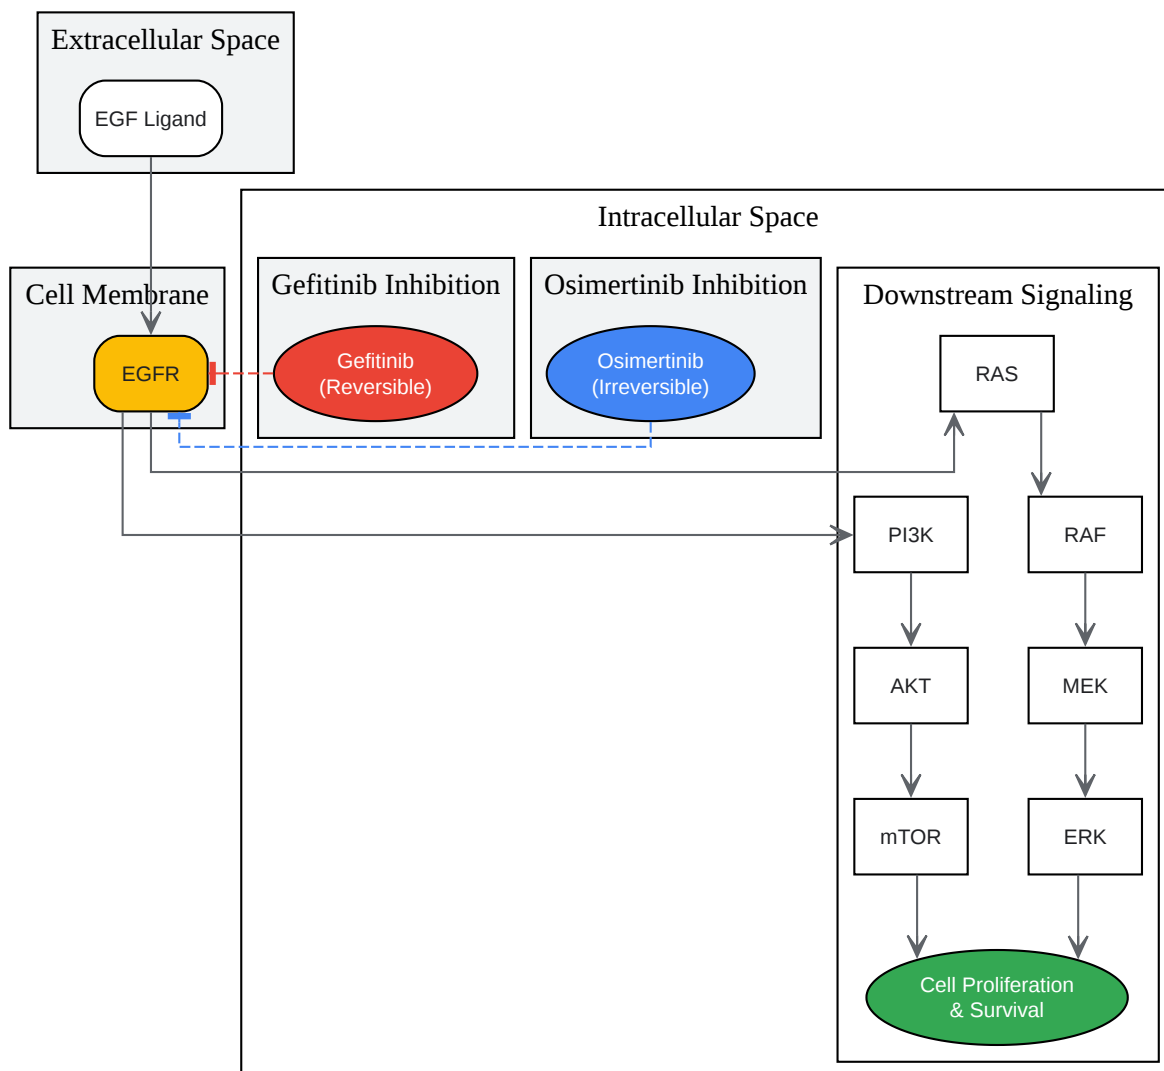 Extracellular Space
EGF Ligand
Intracellular Space
Cell Membrane
EGFR
Gefitinib Inhibition
Gefitinib
(Reversible)
Osimertinib Inhibition
Osimertinib
(Irreversible)
Downstream Signaling
RAS
PI3K
RAF
AKT
MEK
mTOR
ERK
Cell Proliferation
& Survival